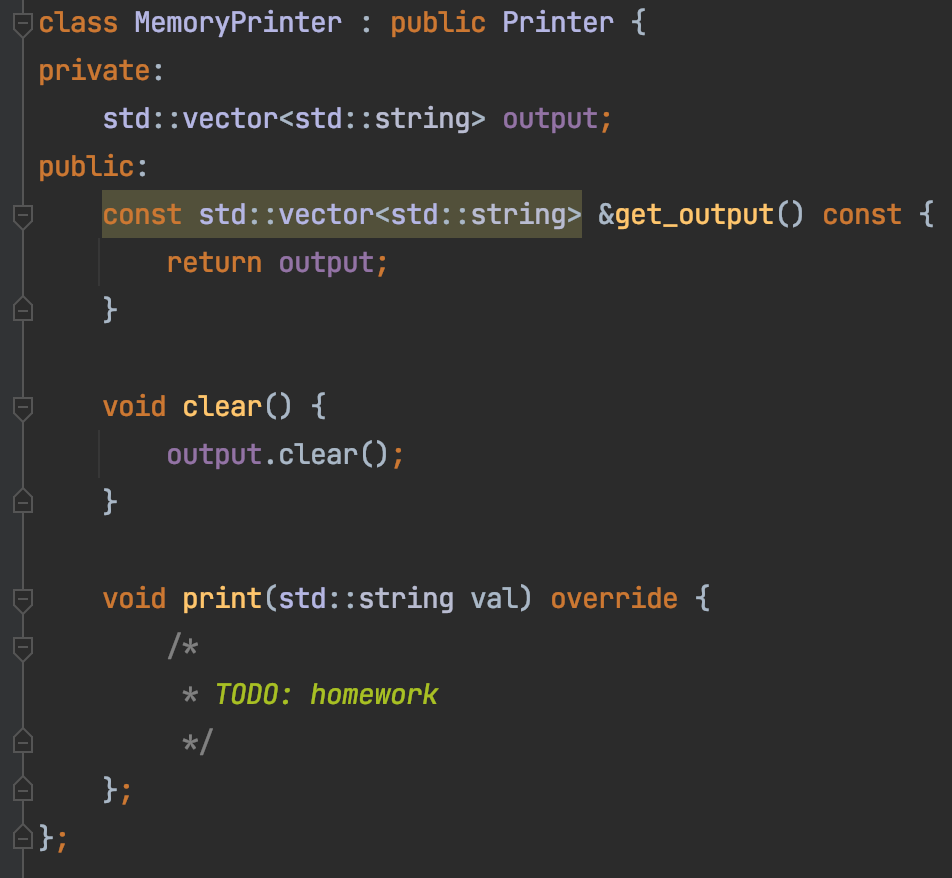 class MemoryPrinter : public Printer {
private:
    std::vector<std::string> output;
public:
    const std::vector<std::string> &get_output() const {
        return output;
    }

    void clear() {
        output.clear();
    }

    void print(std::string val) override {
        /*
         * TODO: homework
         */
    };
};